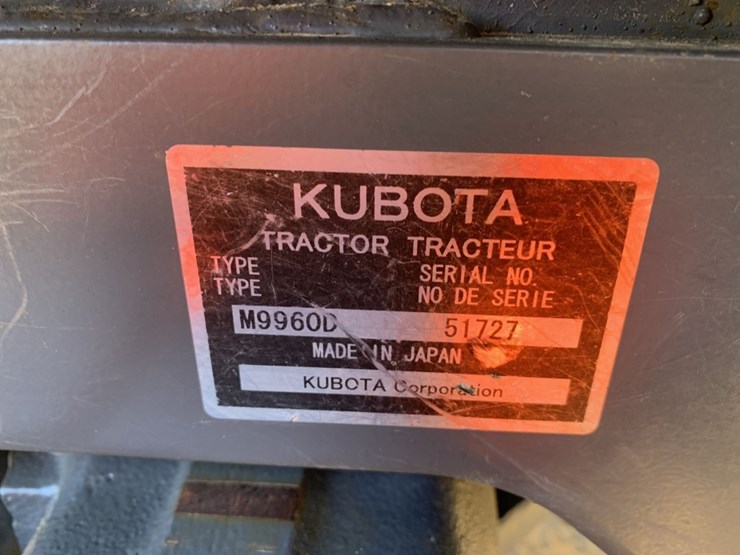 KUBOTA
TRACTOR TRACTEUR
TYPE SERIAL NO.
TYPE NO DE SERIE
M9960D 51727
MADE IN JAPAN
KUBOTA Corporation